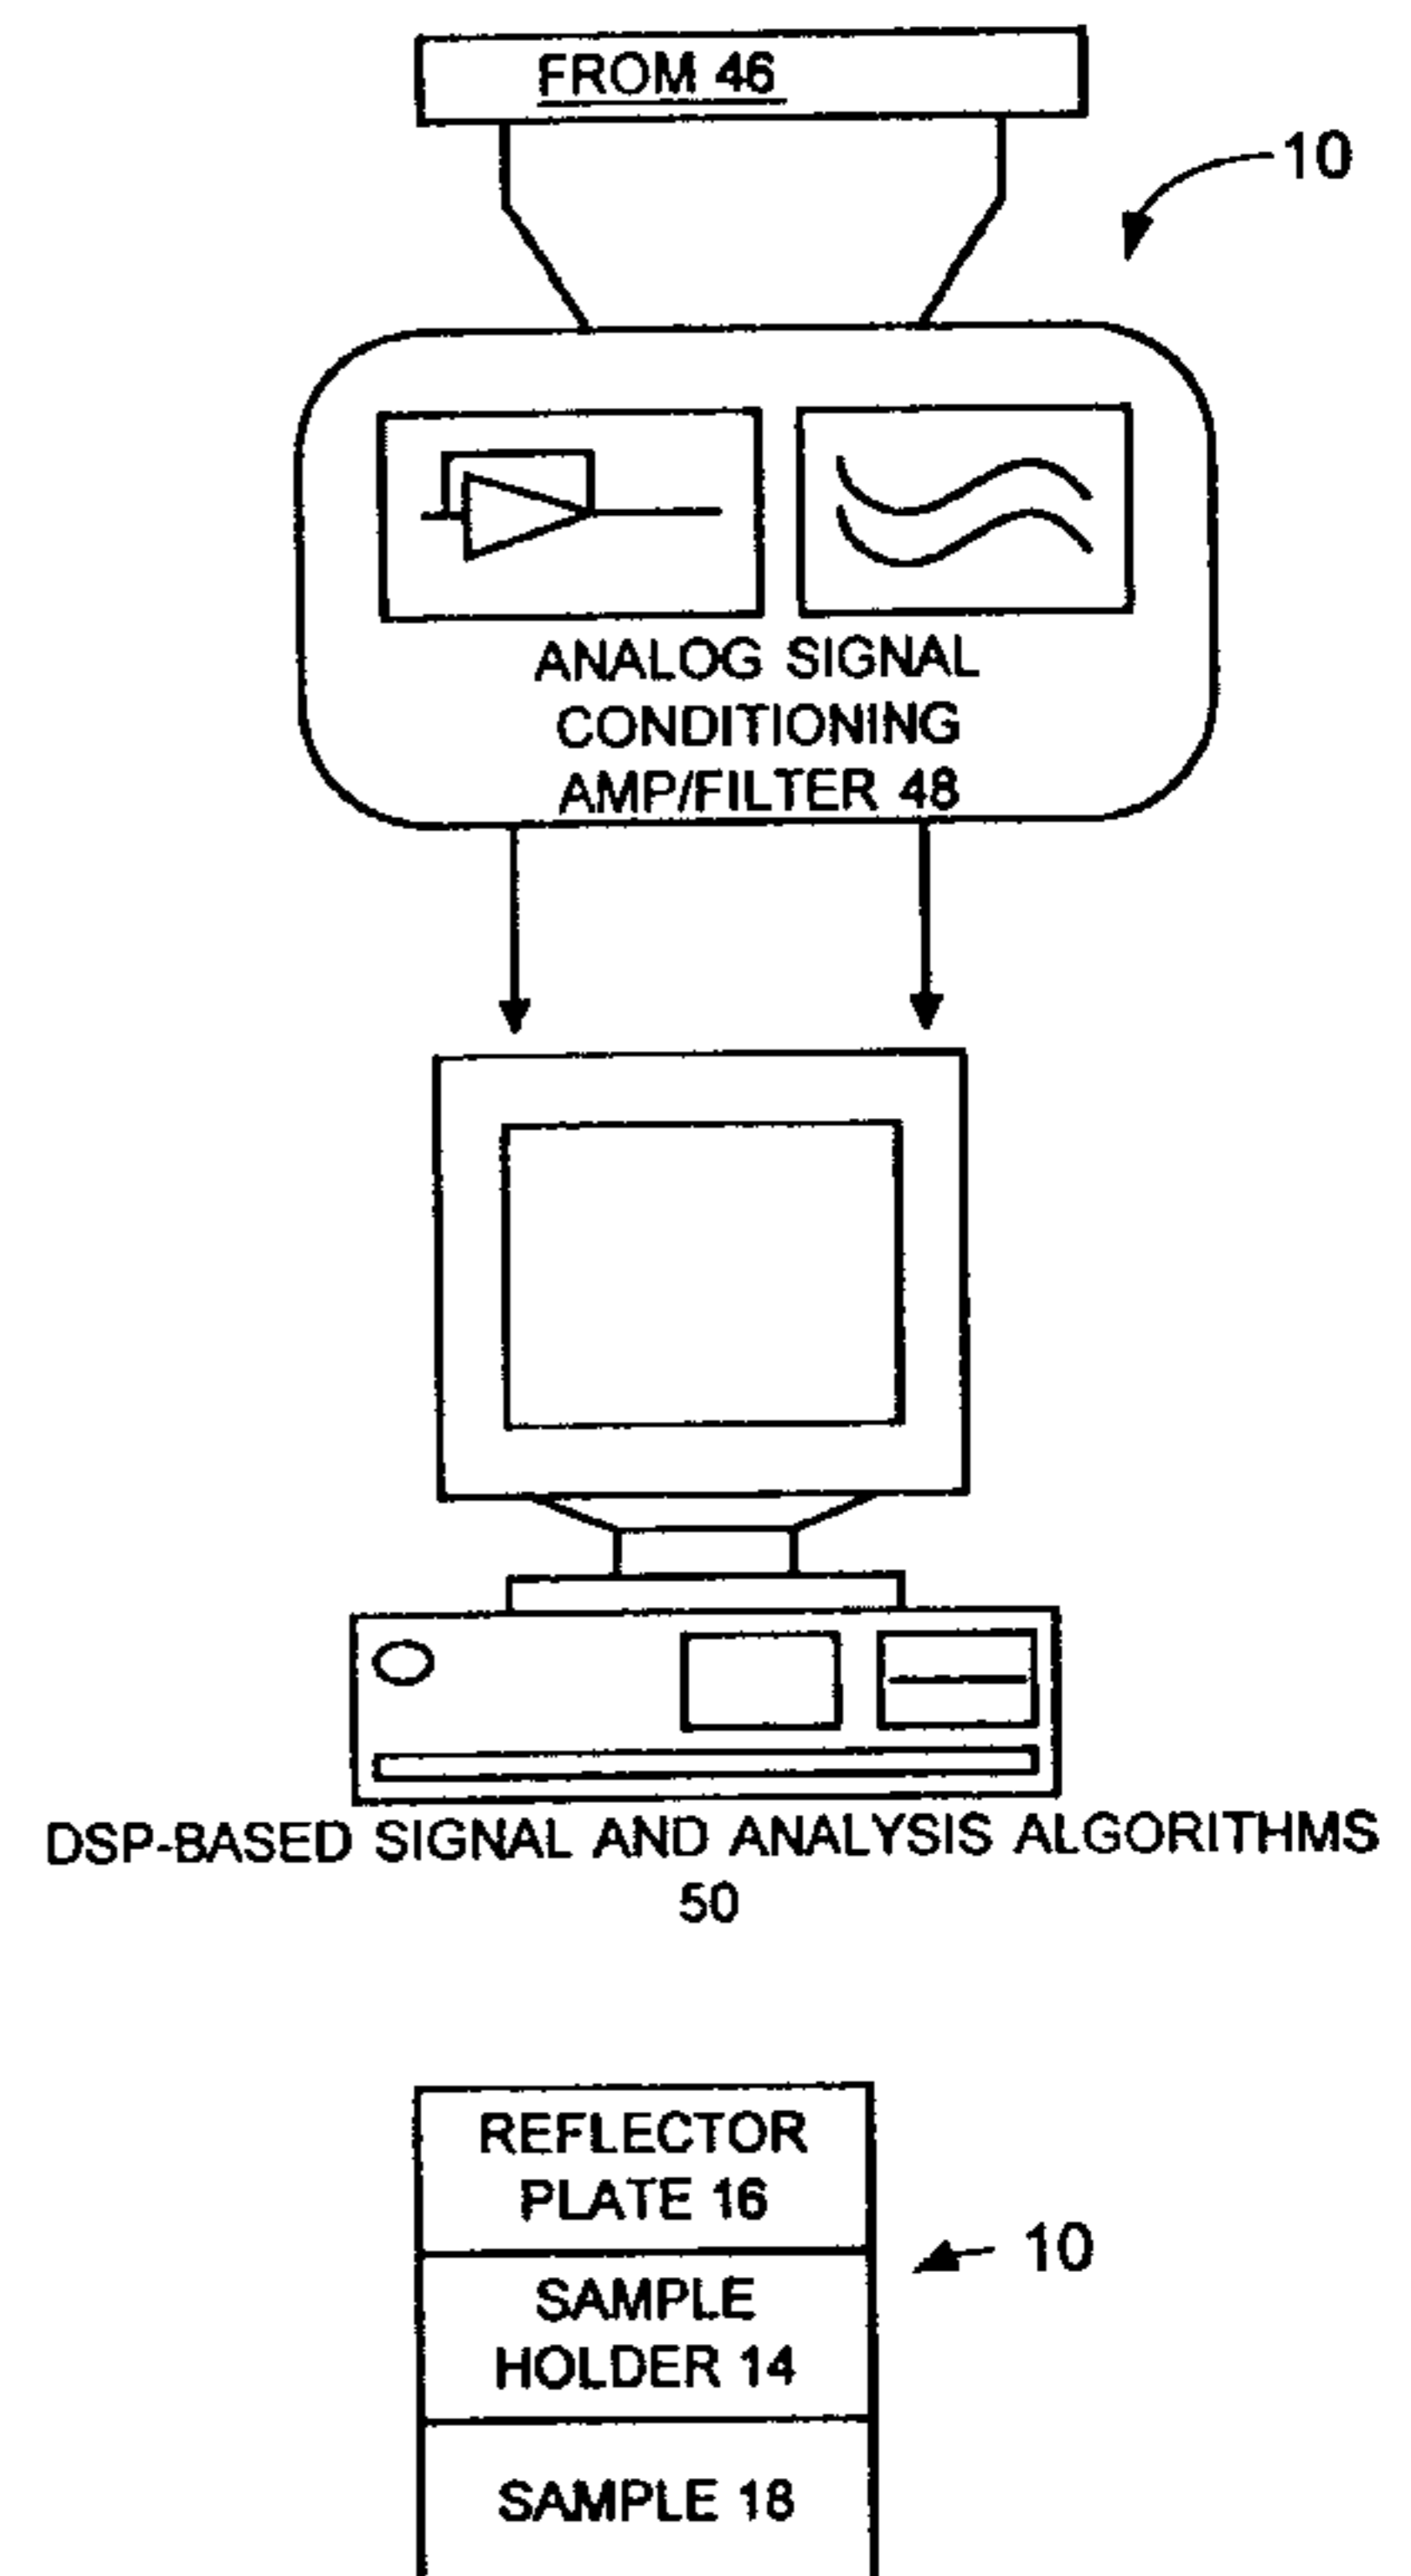 FROM 46
10
ANALOG SIGNAL
CONDITIONING
AMP/FILTER 48
DSP-BASED SIGNAL AND ANALYSIS ALGORITHMS
50
REFLECTOR
PLATE 16
10
SAMPLE
HOLDER 14
SAMPLE 18